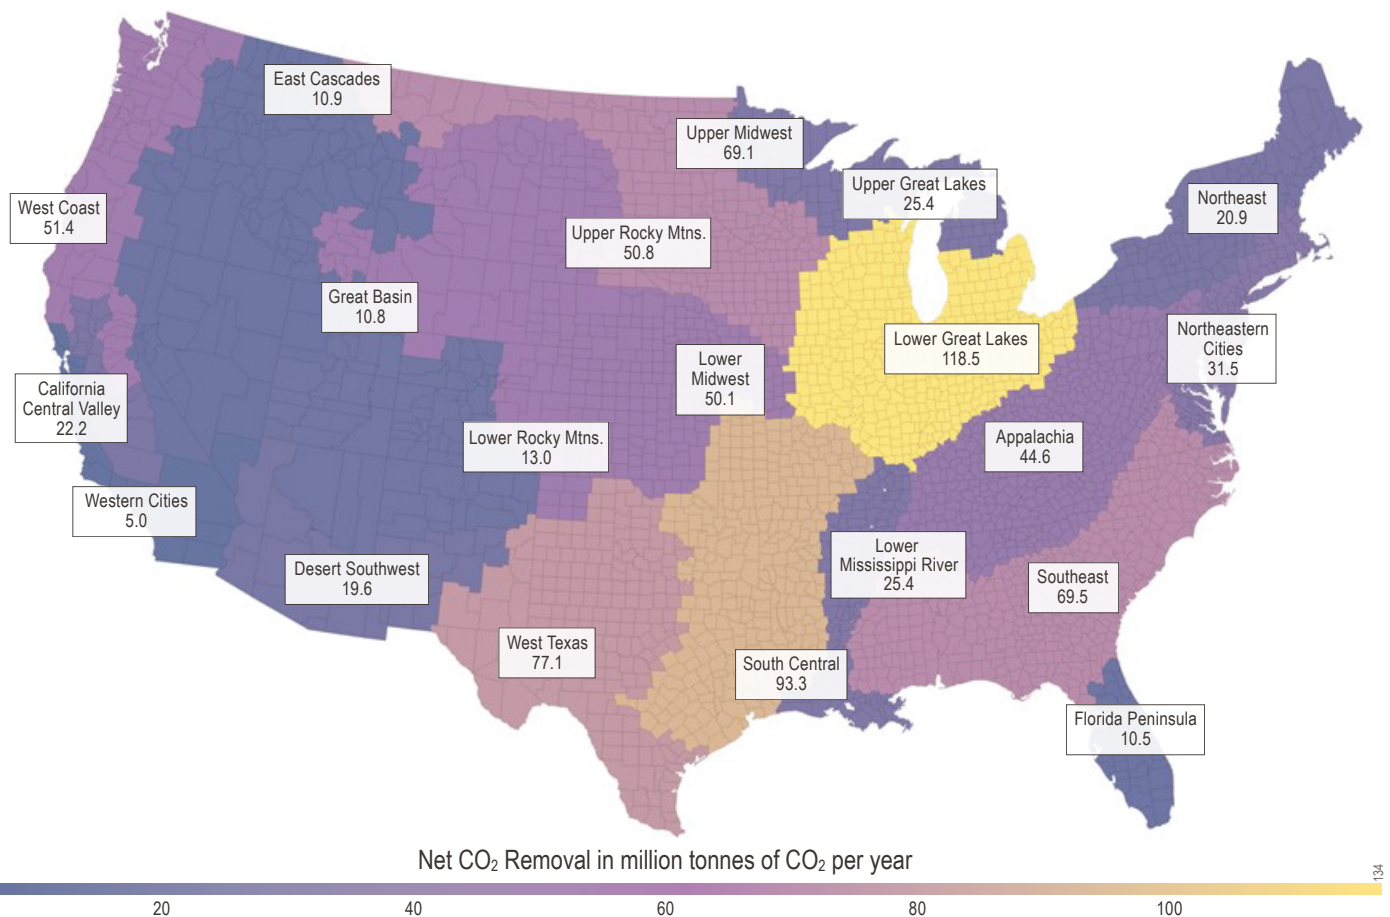 East Cascades
10.9
Upper Midwest
69.1
Upper Great Lakes
25.4
Northeast
20.9
West Coast
51.4
Upper Rocky Mtns.
50.8
Great Basin
10.8
Lower Great Lakes
118.5
Northeastern
Cities
31.5
Lower
Midwest
50.1
California
Central Valley
22.2
Lower Rocky Mtns.
13.0
Appalachia
44.6
Western Cities
5.0
Desert Southwest
19.6
Lower
Mississippi River
25.4
Southeast
69.5
West Texas
77.1
South Central
93.3
Florida Peninsula
10.5
Net CO₂ Removal in million tonnes of CO₂ per year
134
20 40 60 80 100